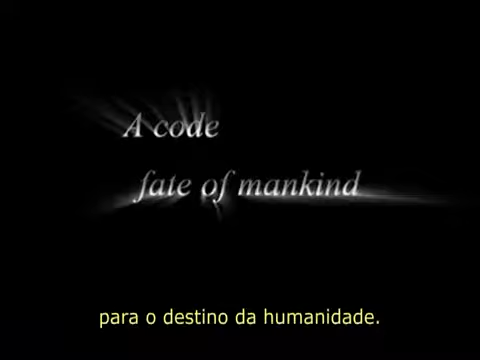 A code
fate of mankind
para o destino da humanidade.